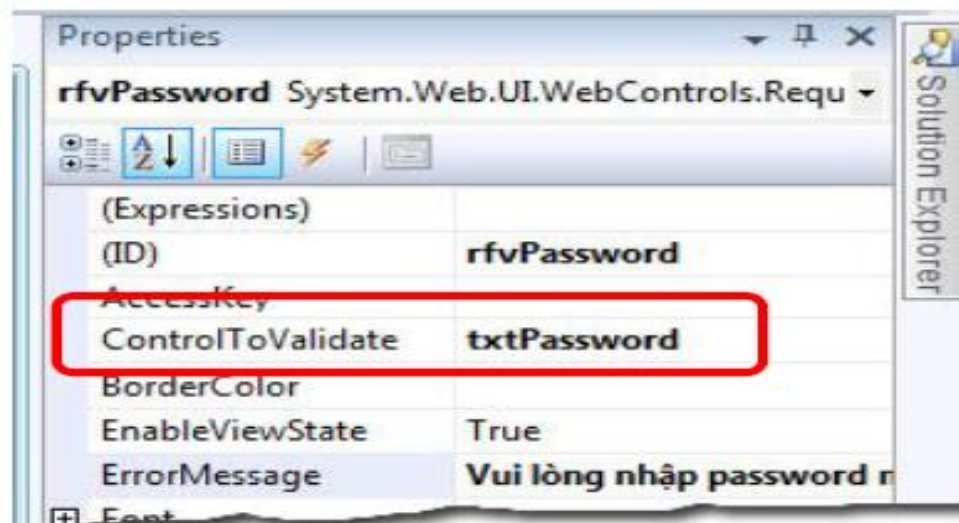 Properties
rfvPassword System.Web.UI.WebControls.Requ
(Expressions)
(ID) rfvPassword
AccessKey
ControlToValidate txtPassword
BorderColor
EnableViewState True
ErrorMessage Vui lòng nhập password n
Font
Solution Explorer